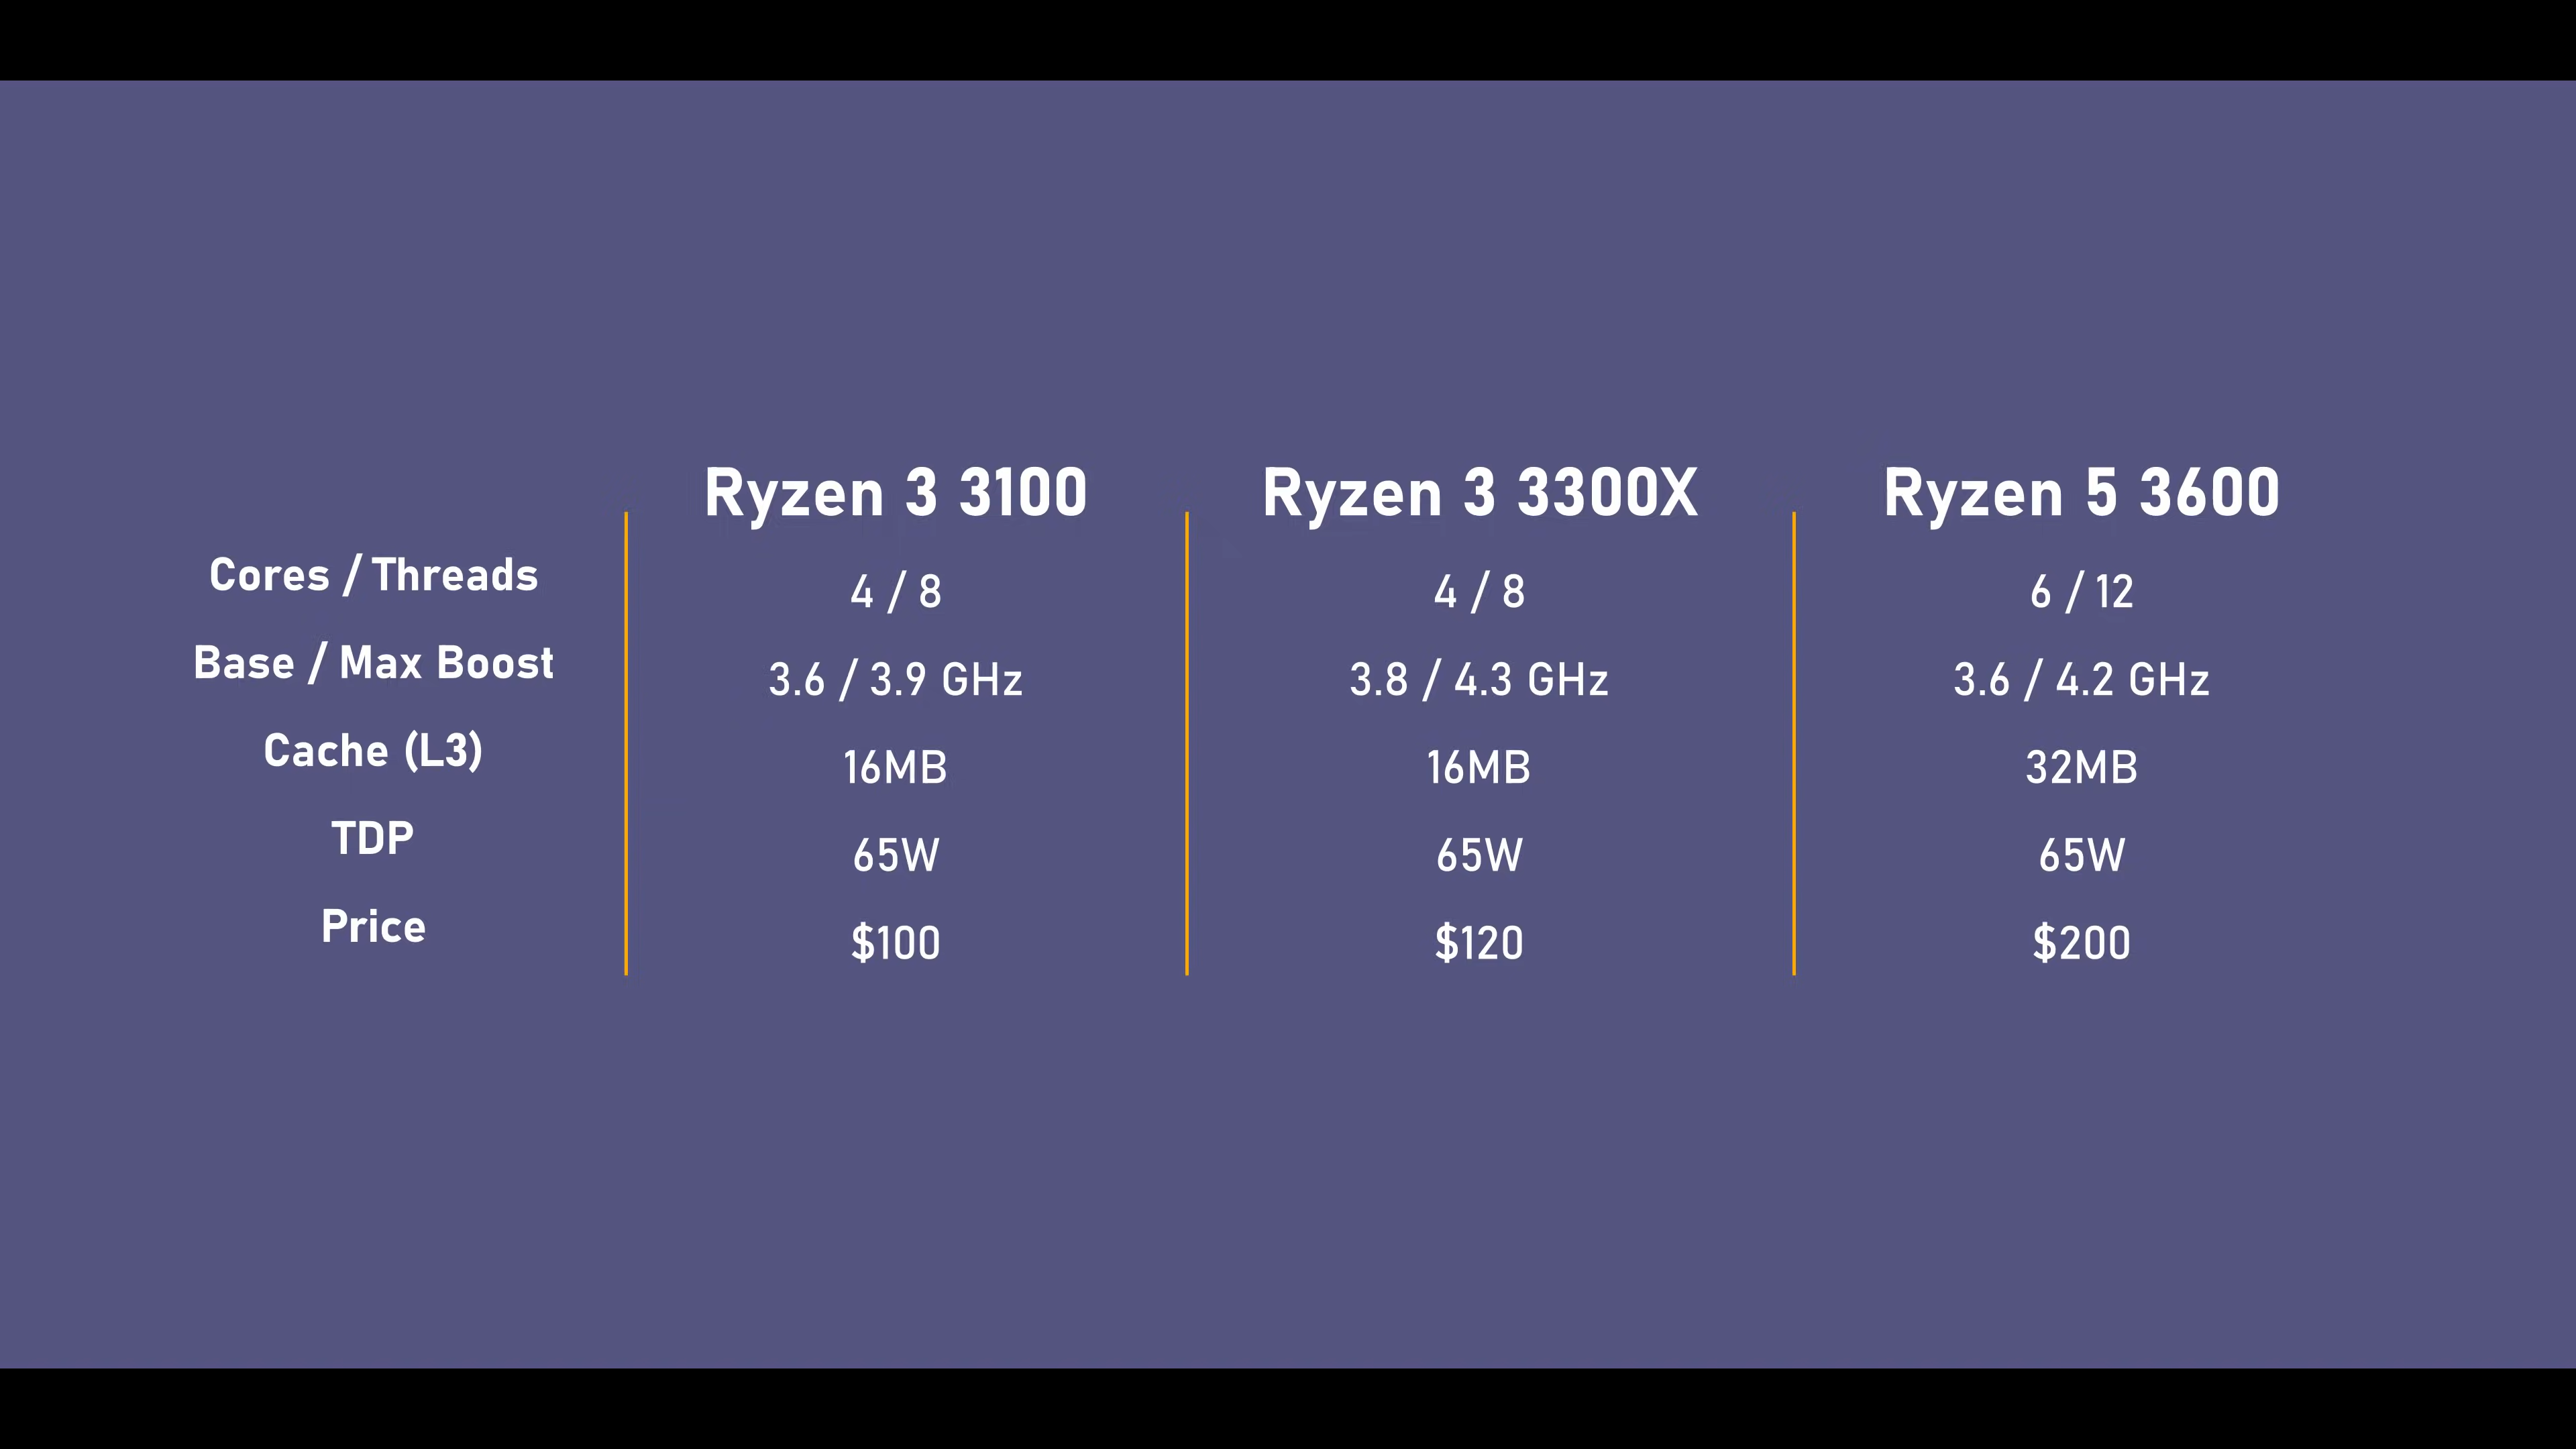 Ryzen 3 3100 Ryzen 3 3300X Ryzen 5 3600
Cores / Threads 4 / 8 4 / 8 6 / 12
Base / Max Boost 3.6 / 3.9 GHz 3.8 / 4.3 GHz 3.6 / 4.2 GHz
Cache (L3) 16MB 16MB 32MB
TDP 65W 65W 65W
Price $100 $120 $200